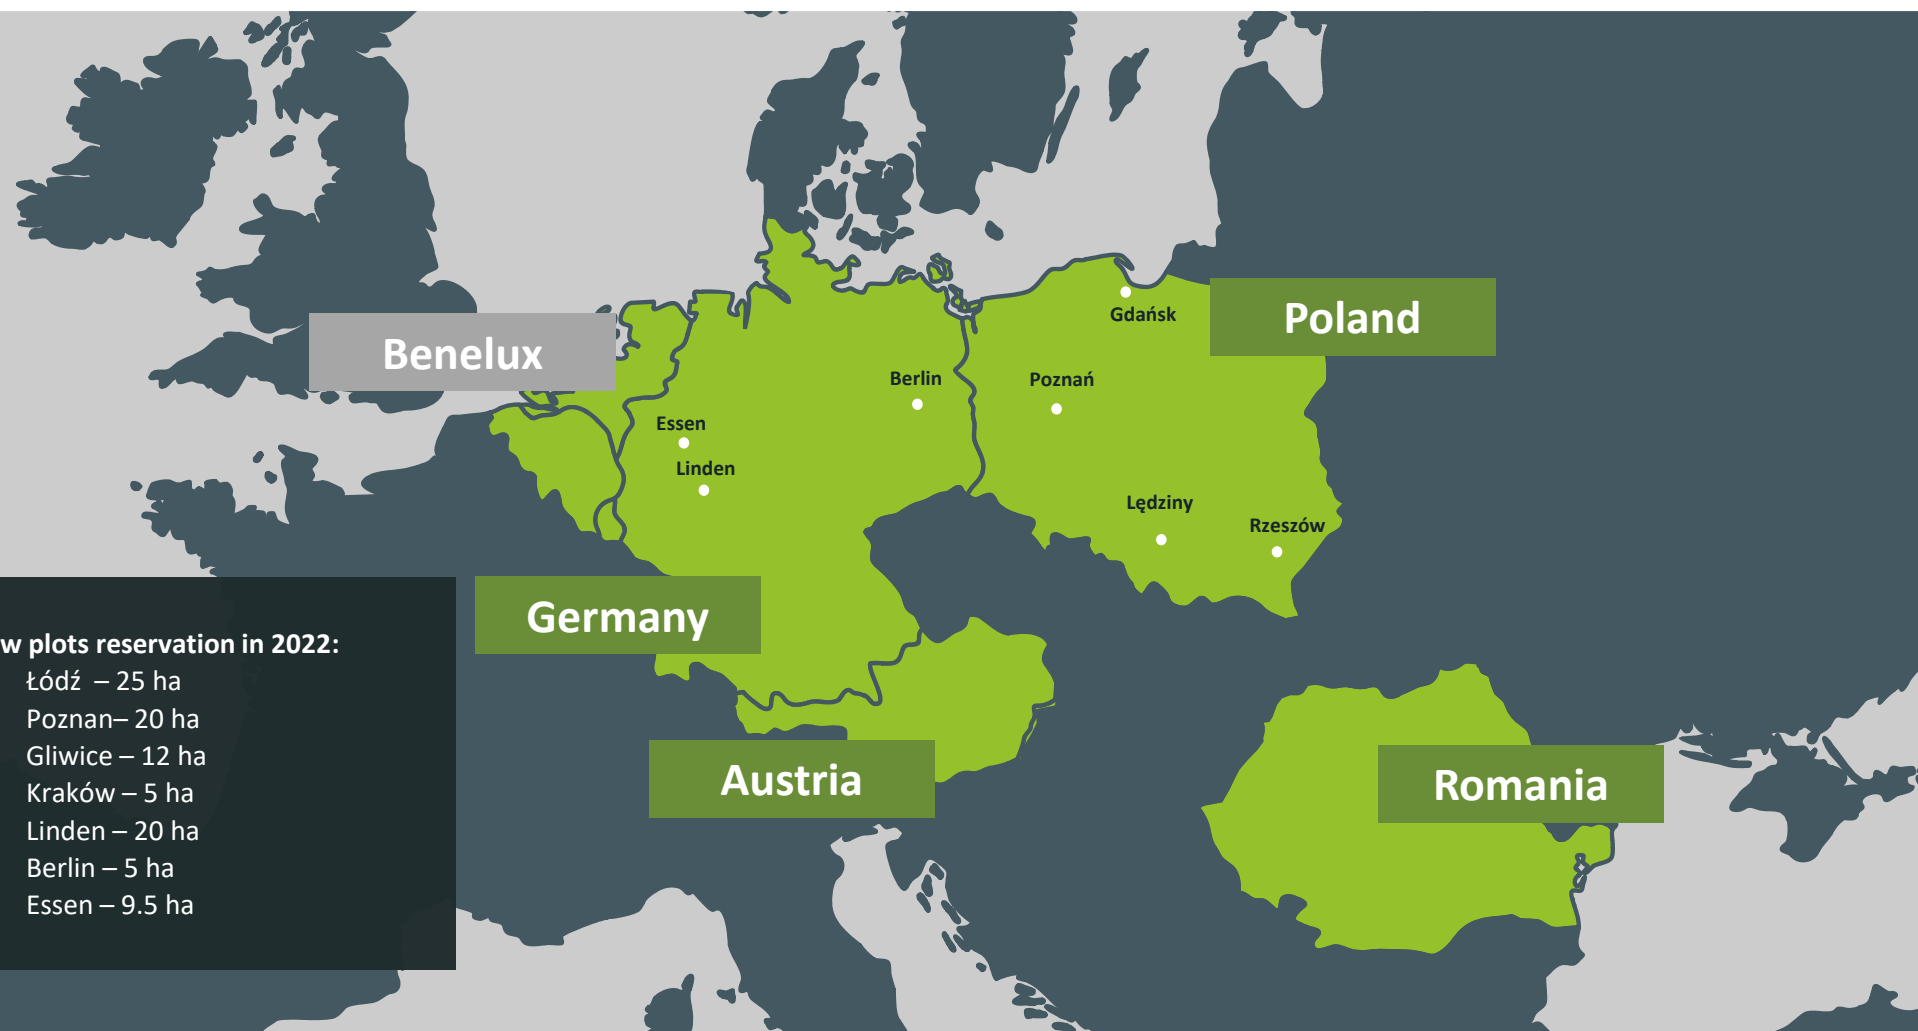 Gdańsk
Poland
Benelux
Berlin
Poznań
Essen
Linden
Lędziny
Rzeszów
Germany
w plots reservation in 2022:
Łódź – 25 ha
Poznan– 20 ha
Gliwice – 12 ha
Kraków – 5 ha
Linden – 20 ha
Berlin – 5 ha
Essen – 9.5 ha
Austria
Romania